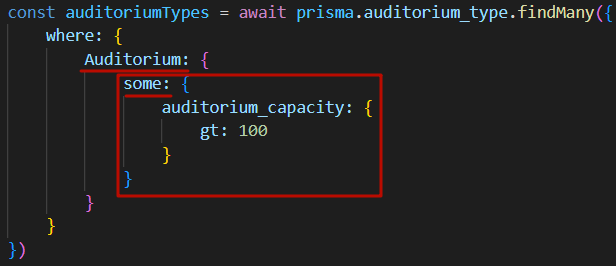 const auditoriumTypes = await prisma.auditorium_type.findMany({
where: {
Auditorium: {
some: {
auditorium_capacity: {
gt: 100
}
}
}
}
})